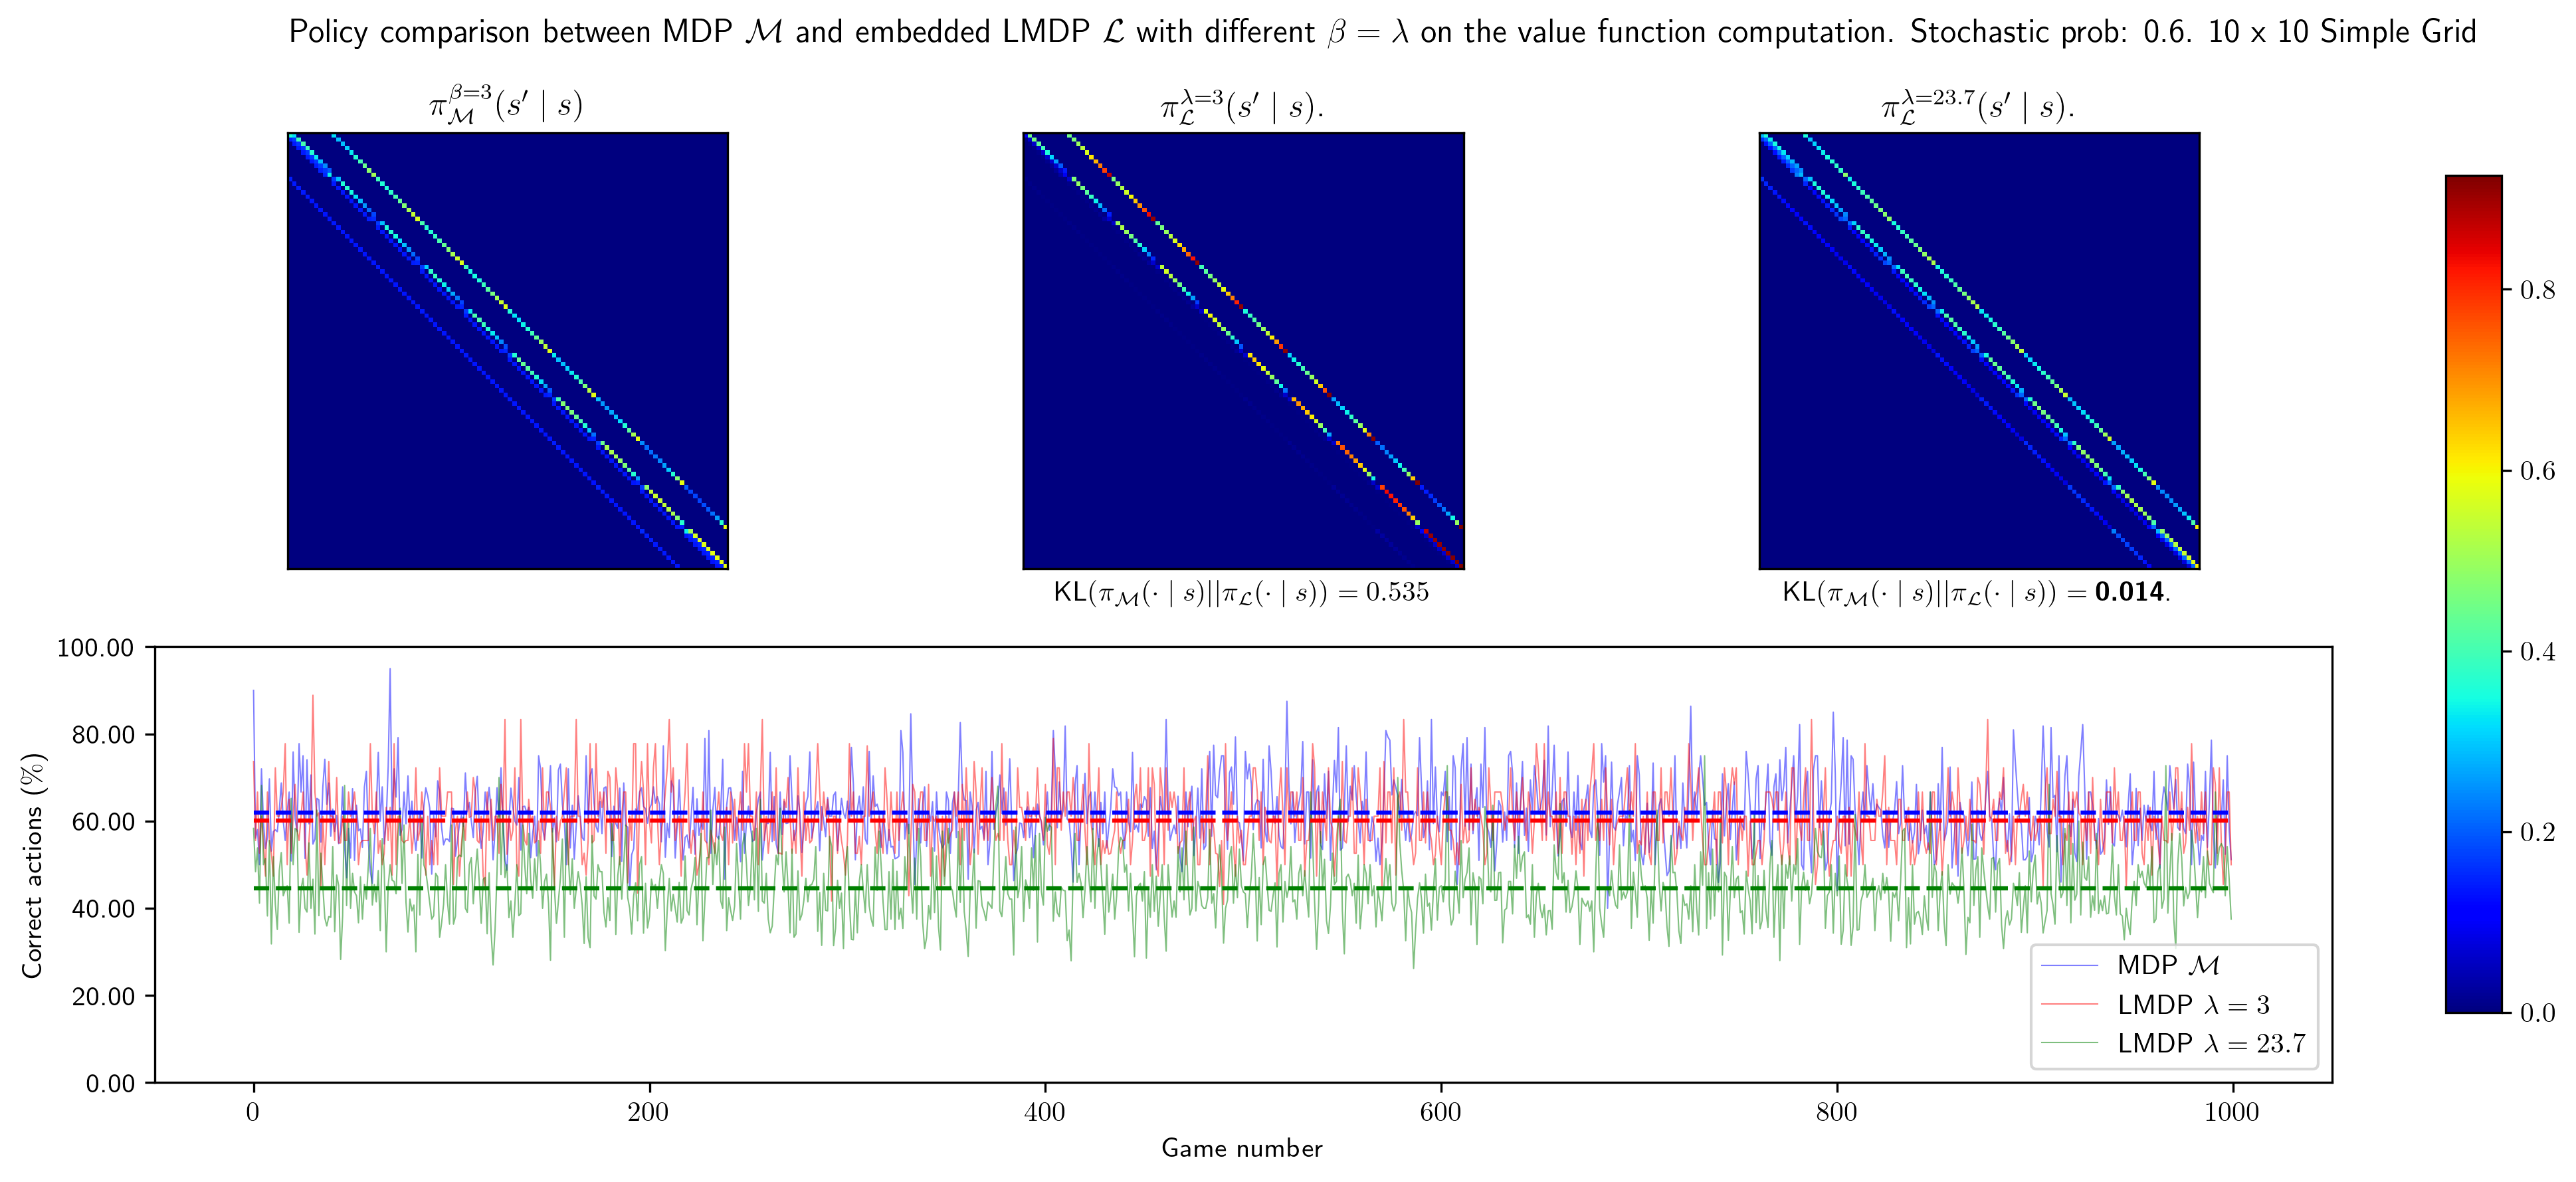 Policy comparison between MDP ℳ and embedded LMDP ℒ with different β = λ on the value function computation. Stochastic prob: 0.6. 10 x 10 Simple Grid
π_ℳ^{β=3}(s′ | s)
π_ℒ^{λ=3}(s′ | s).
π_ℒ^{λ=23.7}(s′ | s).
KL(π_ℳ(· | s)||π_ℒ(· | s)) = 0.535
KL(π_ℳ(· | s)||π_ℒ(· | s)) = 0.014.
0.8
0.6
0.4
0.2
0.0
Correct actions (%)
100.00
80.00
60.00
40.00
20.00
0.00
0 200 400 600 800 1000
Game number
MDP ℳ
LMDP λ = 3
LMDP λ = 23.7